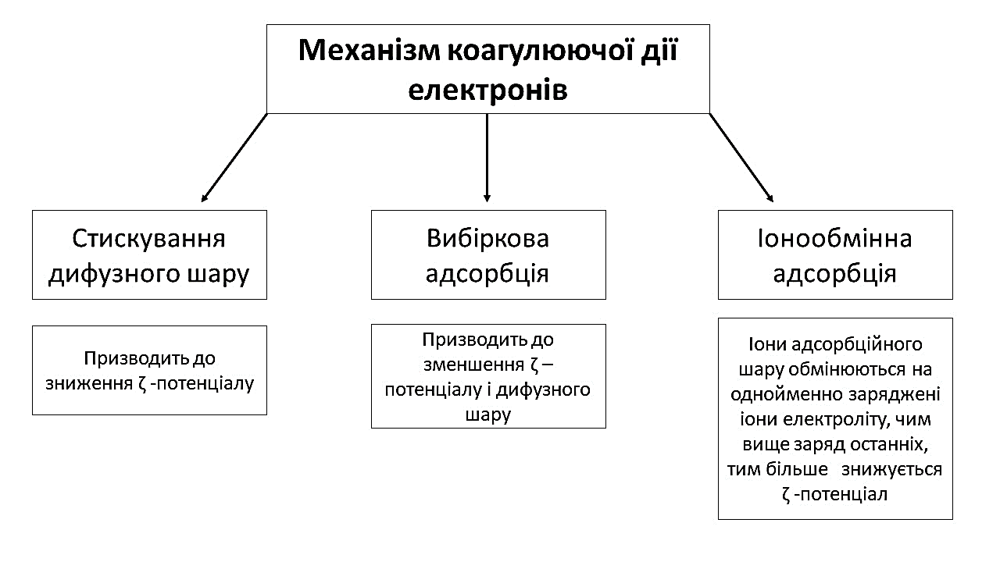 Механізм коагулюючої дії
електронів
Стискування
дифузного шару
Вибіркова
адсорбція
Іонообмінна
адсорбція
Призводить до
зниження ζ -потенціалу
Призводить до
зменшення ζ –
потенціалу і дифузного
шару
Іони адсорбційного
шару обмінюються на
однойменно заряджені
іони електроліту, чим
вище заряд останніх,
тим більше знижується
ζ -потенціал